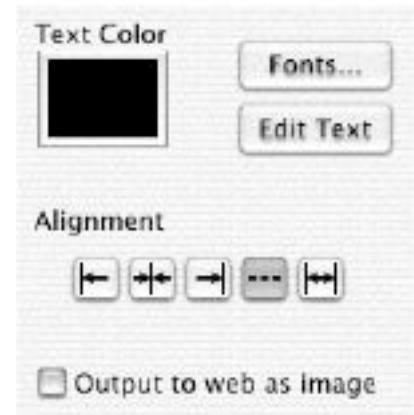 Text Color
Fonts...
Edit Text
Alignment
Output to web as image